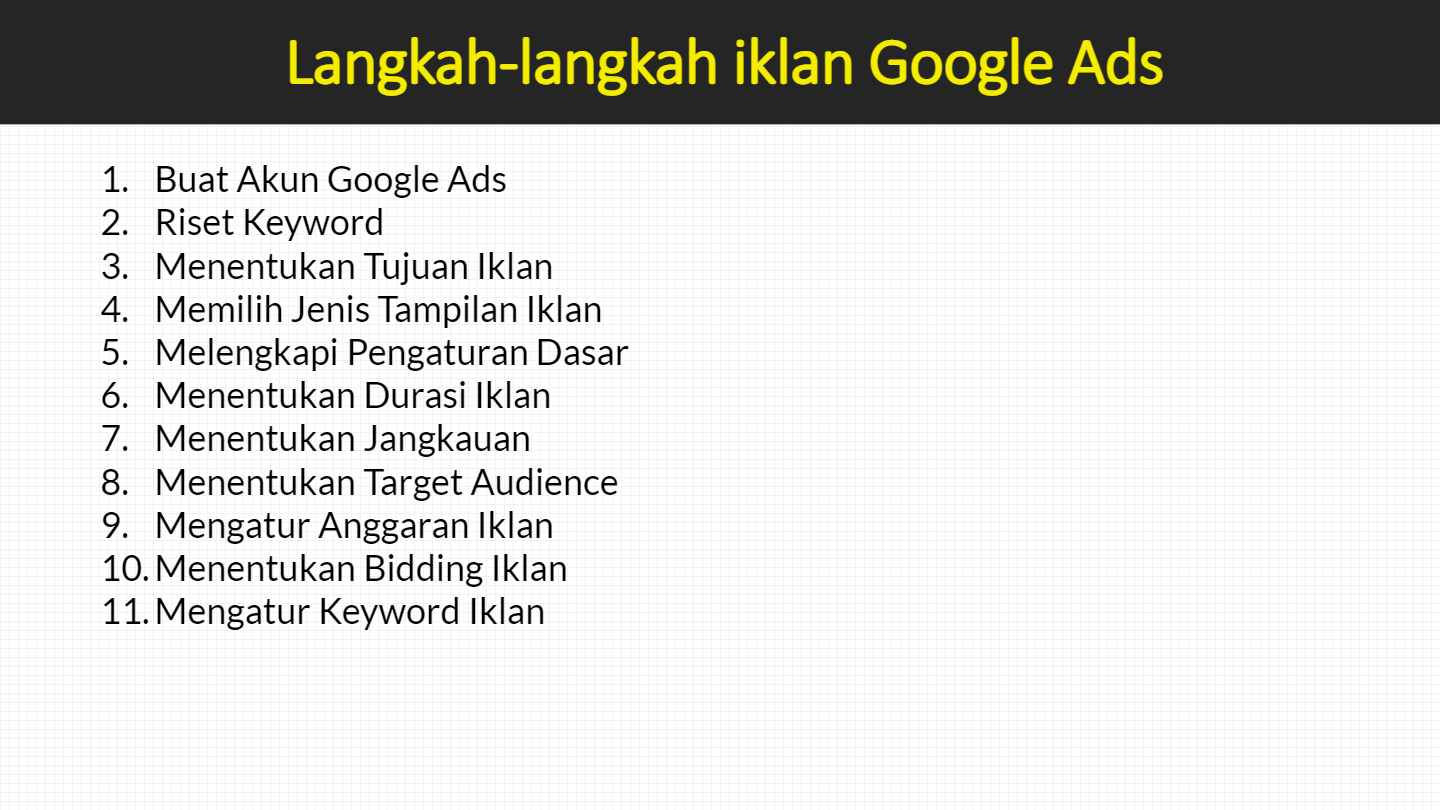 Langkah-langkah iklan Google Ads
1. Buat Akun Google Ads
2. Riset Keyword
3. Menentukan Tujuan Iklan
4. Memilih Jenis Tampilan Iklan
5. Melengkapi Pengaturan Dasar
6. Menentukan Durasi Iklan
7. Menentukan Jangkauan
8. Menentukan Target Audience
9. Mengatur Anggaran Iklan
10. Menentukan Bidding Iklan
11. Mengatur Keyword Iklan